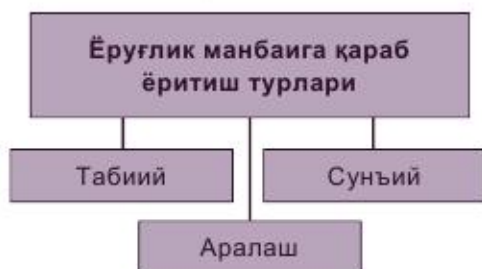 Ёруғлик манбаига қараб
ёритиш турлари
Табиий
Сунъий
Аралаш